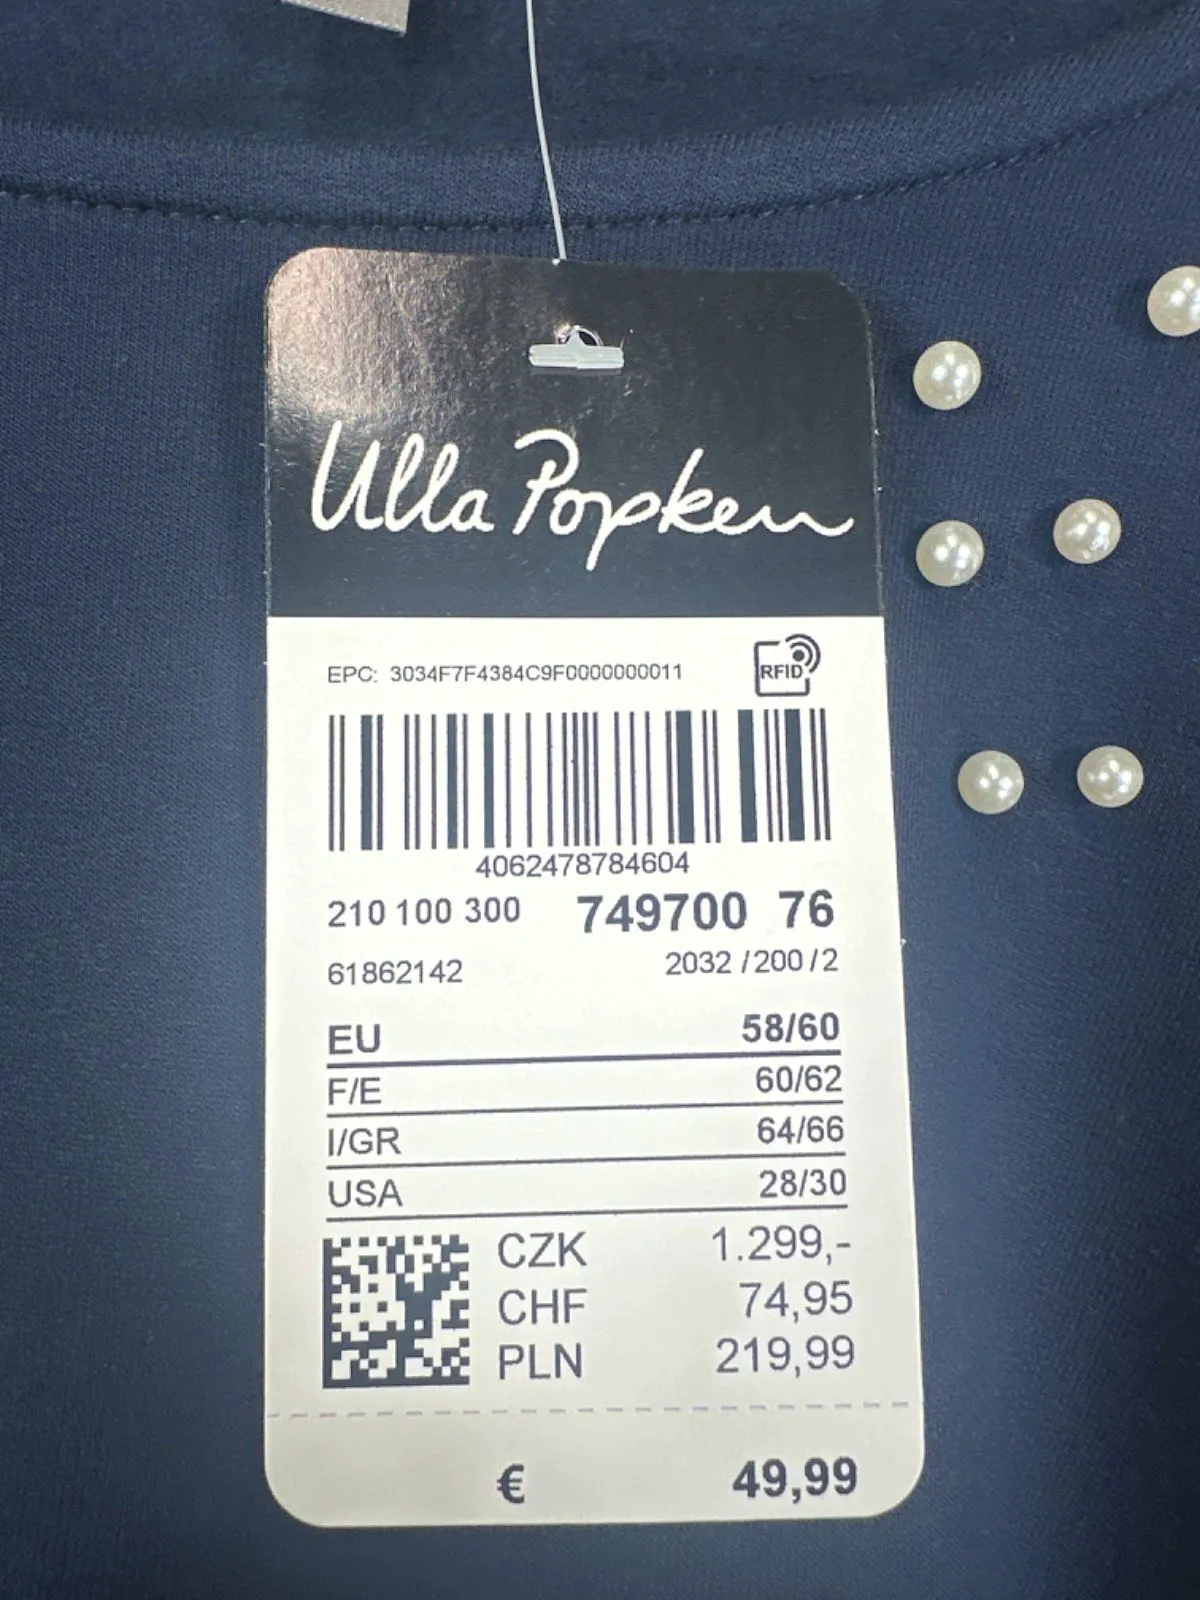 Ulla Popken
EPC: 3034F7F4384C9F0000000011
RFID
4062478784604
210 100 300 749700 76
61862142 2032 /200 /2
EU 58/60
F/E 60/62
I/GR 64/66
USA 28/30
CZK 1.299,-
CHF 74,95
PLN 219,99
€ 49,99